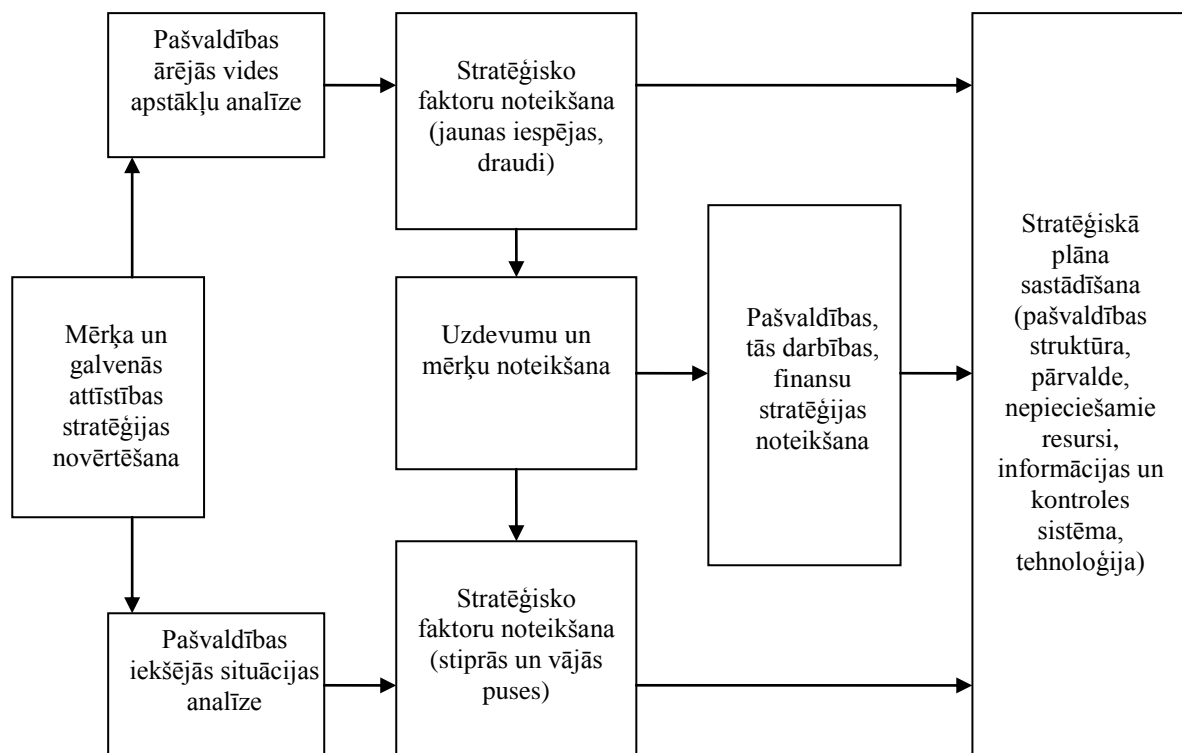 Pašvaldības
ārējās vides
apstākļu analīze
Stratēģisko
faktoru noteikšana
(jaunas iespējas,
draudi)
Mērķa un
galvenās
attīstības
stratēģijas
novērtēšana
Uzdevumu un
mērķu noteikšana
Pašvaldības,
tās darbības,
finansu
stratēģijas
noteikšana
Stratēģiskā
plāna
sastādīšana
(pašvaldības
struktūra,
pārvalde,
nepieciešamie
resursi,
informācijas un
kontroles
sistēma,
tehnoloģija)
Pašvaldības
iekšējās situācijas
analīze
Stratēģisko
faktoru noteikšana
(stiprās un vājās
puses)